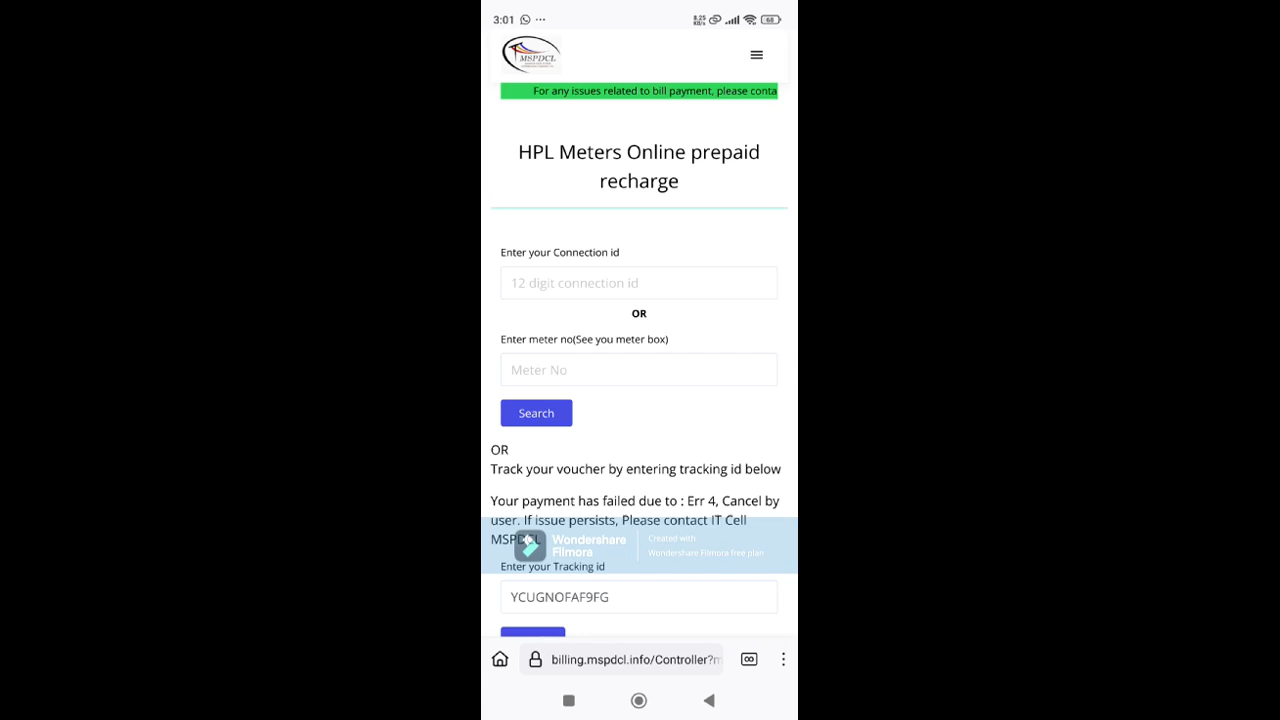 3:01
8.25
KB/s
68
MSPDCL
For any issues related to bill payment, please conta
HPL Meters Online prepaid
recharge
Enter your Connection id
12 digit connection id
OR
Enter meter no(See you meter box)
Meter No
Search
OR
Track your voucher by entering tracking id below
Your payment has failed due to : Err 4, Cancel by
user. If issue persists, Please contact IT Cell
MSPDCL
Wondershare
Filmora
Created with
Wondershare Filmora free plan
Enter your Tracking id
YCUGNOFAF9FG
billing.mspdcl.info/Controller?m